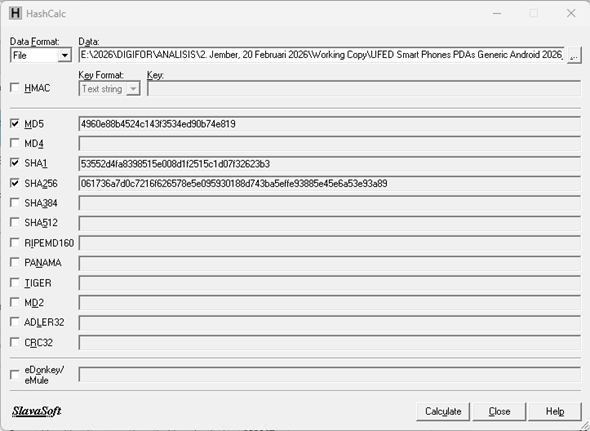 HashCalc
Data Format: Data:
File E:\2026\DIGIFOR\ANALISIS\2. Jember, 20 Februari 2026\Working Copy\UFED Smart Phones PDAs Generic Android 2026_ ...
HMAC Key Format: Key:
Text string
MD5 4960e88b4524c143f3534ed90b74e819
MD4
SHA1 53552d4fa8398515e008d1f2515c1d07f32623b3
SHA256 061736a7d0c7216f626578e5e095930188d743ba5effe93885e45e6a53e93a89
SHA384
SHA512
RIPEMD160
PANAMA
TIGER
MD2
ADLER32
CRC32
eDonkey/
eMule
SlavaSoft Calculate Close Help